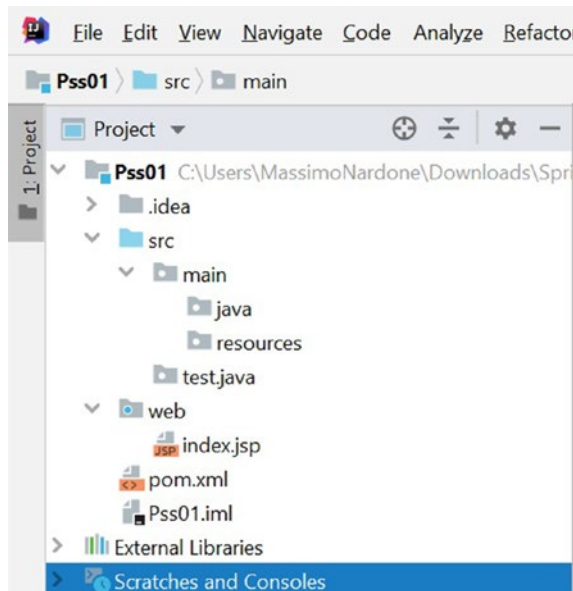 File Edit View Navigate Code Analyze Refacto
Pss01 src main
1: Project
Project
Pss01 C:\Users\MassimoNardone\Downloads\Spri
.idea
src
main
java
resources
test.java
web
JSP index.jsp
pom.xml
Pss01.iml
External Libraries
Scratches and Consoles